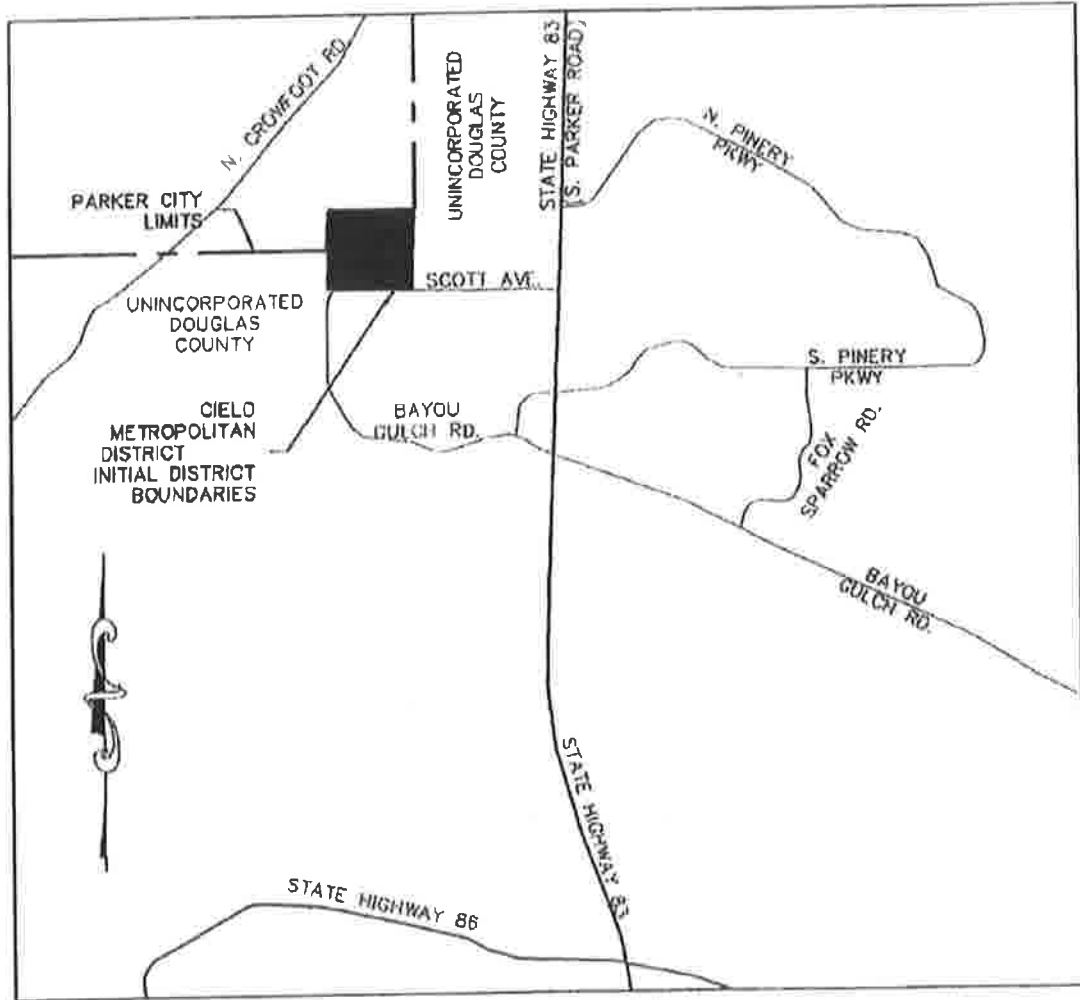 N. CROWFOOT RD.
UNINCORPORATED
DOUGLAS
COUNTY
STATE HIGHWAY 83
(S. PARKER ROAD)
N. PINERY
PKWY
PARKER CITY
LIMITS
SCOTT AVE.
UNINCORPORATED
DOUGLAS
COUNTY
S. PINERY
PKWY
CIELO
METROPOLITAN
DISTRICT
INITIAL DISTRICT
BOUNDARIES
BAYOU
GULCH RD.
FOX
SPARROW RD.
BAYOU
GULCH RD.
STATE HIGHWAY 83
STATE HIGHWAY 86